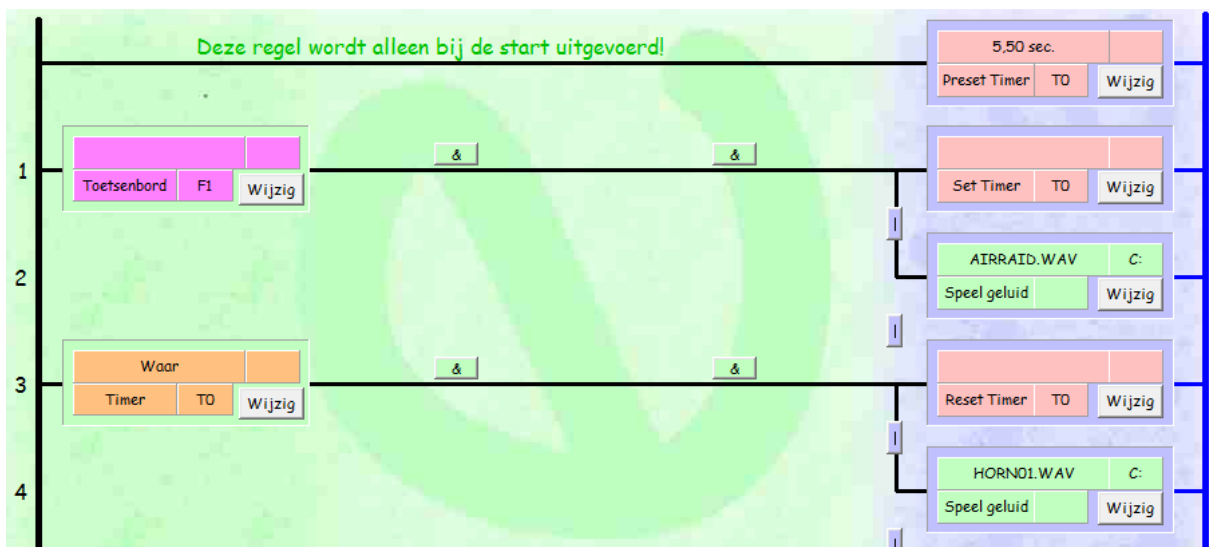 Deze regel wordt alleen bij de start uitgevoerd!
5,50 sec.
Preset Timer T0 Wijzig
1
& &
Toetsenbord F1 Wijzig
Set Timer T0 Wijzig
|
2
AIRRAID.WAV C:
Speel geluid Wijzig
|
3
Waar
& &
Timer T0 Wijzig
Reset Timer T0 Wijzig
|
4
HORN01.WAV C:
Speel geluid Wijzig
|